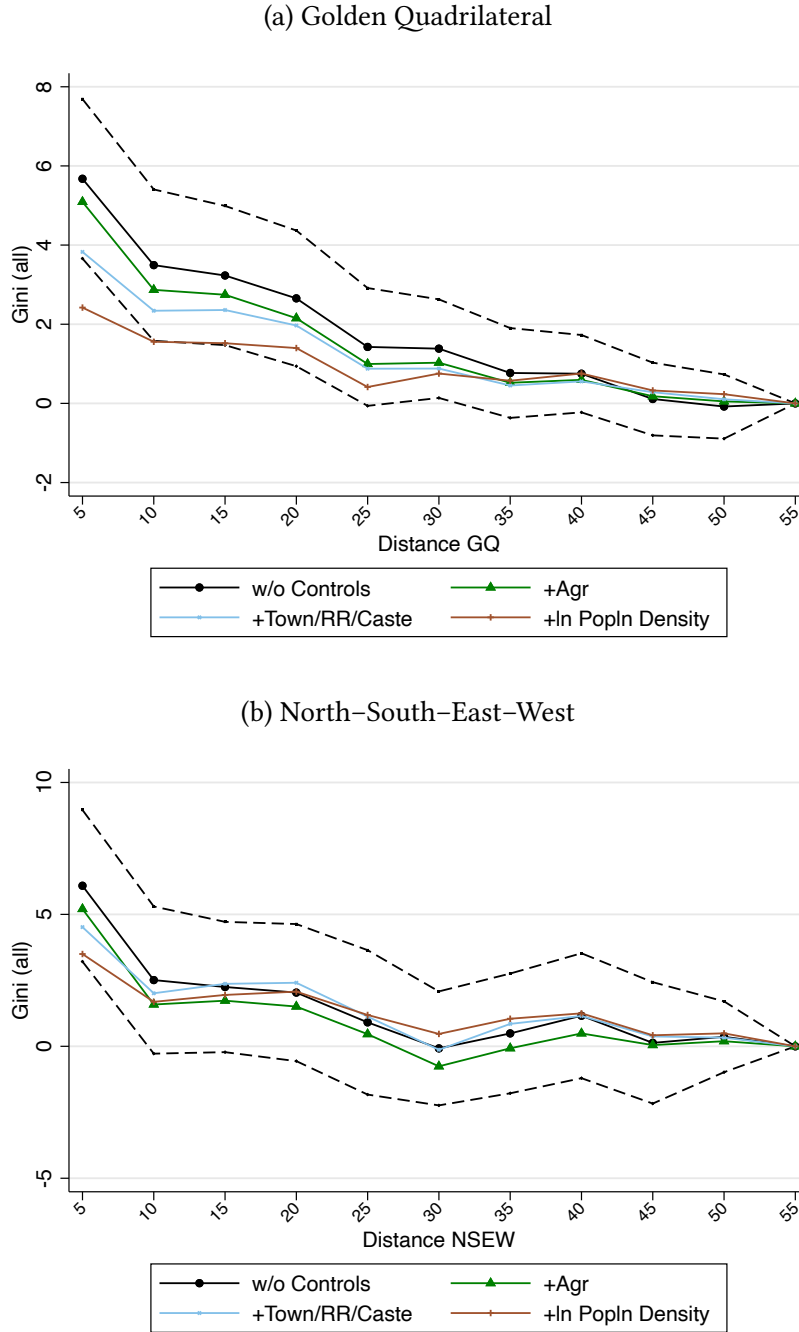 (a) Golden Quadrilateral
8
6
4
2
0
-2
Gini (all)
5 10 15 20 25 30 35 40 45 50 55
Distance GQ
w/o Controls +Agr
+Town/RR/Caste +ln Popln Density
(b) North–South–East–West
10
5
0
-5
Gini (all)
5 10 15 20 25 30 35 40 45 50 55
Distance NSEW
w/o Controls +Agr
+Town/RR/Caste +ln Popln Density